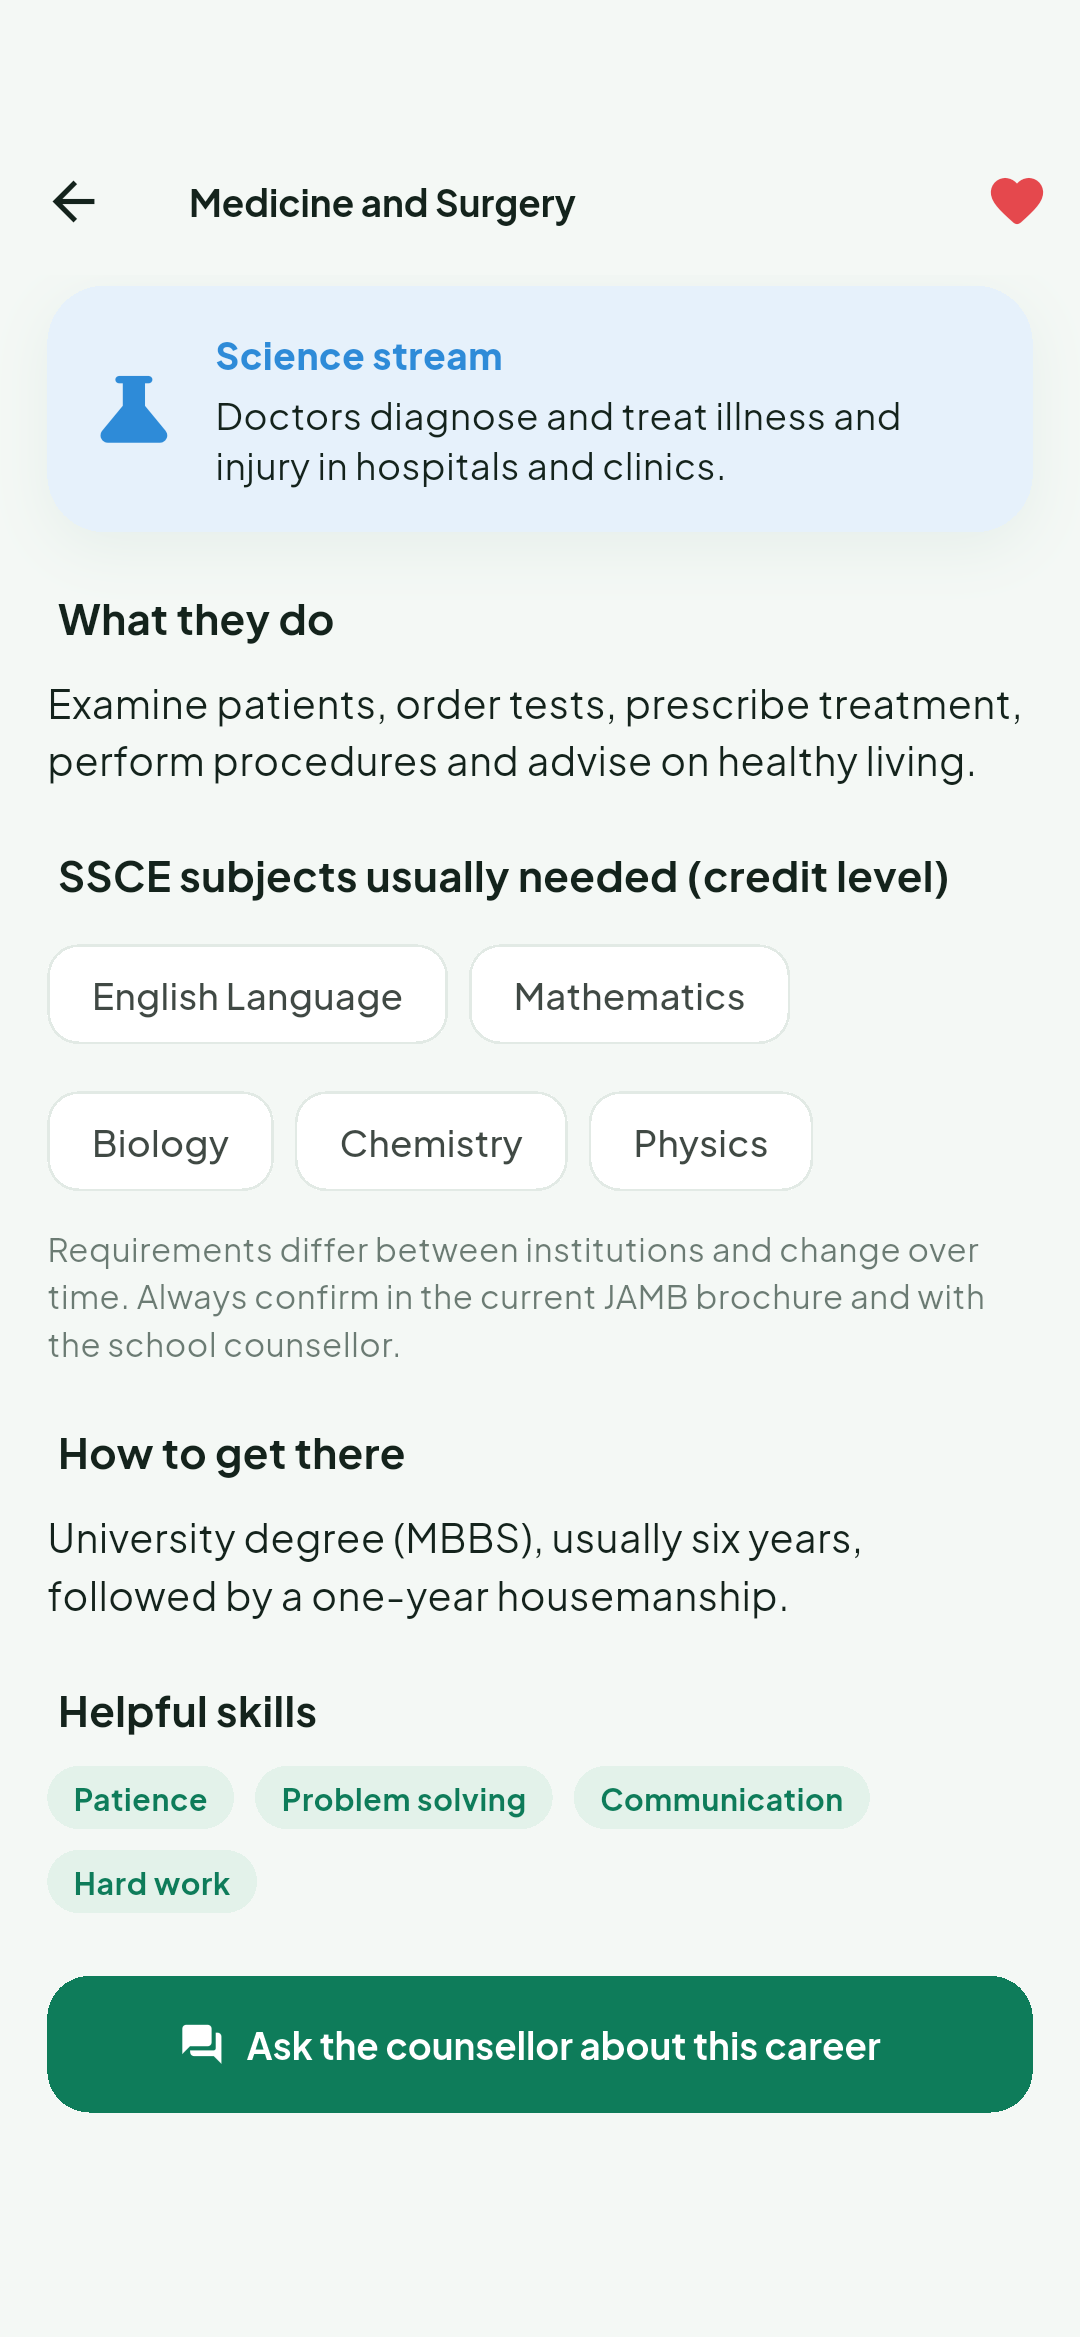 Medicine and Surgery
Science stream
Doctors diagnose and treat illness and
injury in hospitals and clinics.
What they do
Examine patients, order tests, prescribe treatment,
perform procedures and advise on healthy living.
SSCE subjects usually needed (credit level)
English Language Mathematics
Biology Chemistry Physics
Requirements differ between institutions and change over
time. Always confirm in the current JAMB brochure and with
the school counsellor.
How to get there
University degree (MBBS), usually six years,
followed by a one-year housemanship.
Helpful skills
Patience Problem solving Communication
Hard work
Ask the counsellor about this career